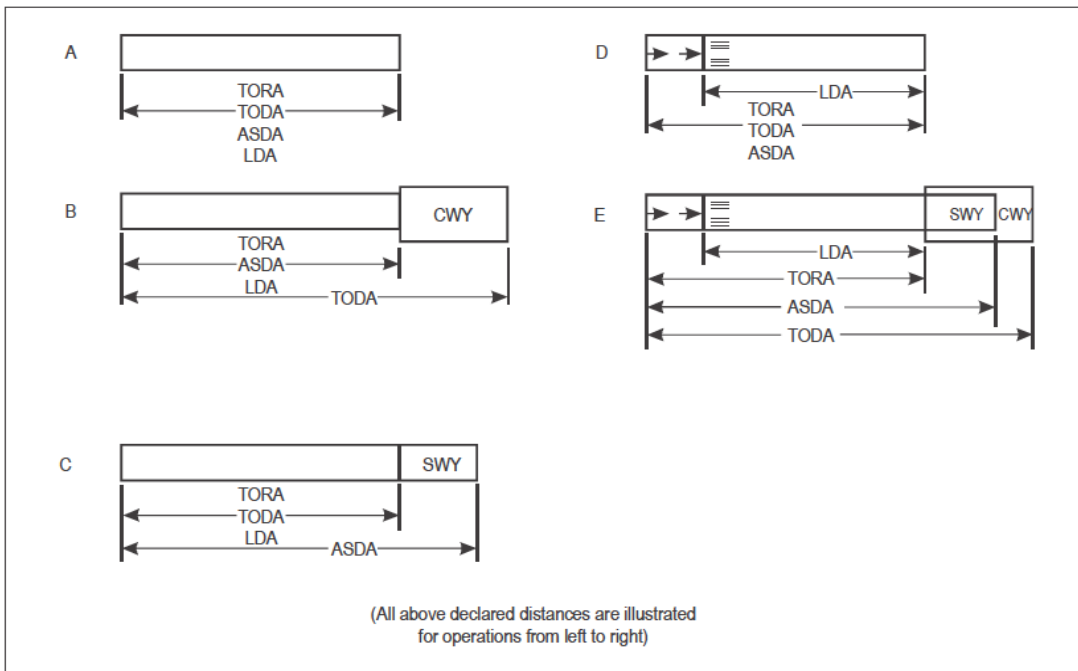 A
TORA
TODA
ASDA
LDA
B
CWY
TORA
ASDA
LDA
TODA
C
SWY
TORA
TODA
LDA
ASDA
D
LDA
TORA
TODA
ASDA
E
SWY
CWY
LDA
TORA
ASDA
TODA
(All above declared distances are illustrated
for operations from left to right)